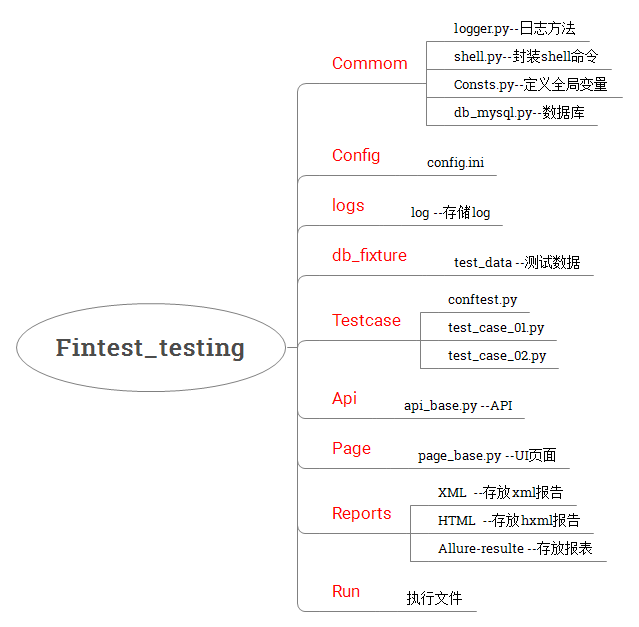 Fintest_testing
Commom
logger.py--日志方法
shell.py--封装shell命令
Consts.py--定义全局变量
db_mysql.py--数据库
Config
config.ini
logs
log --存储log
db_fixture
test_data --测试数据
Testcase
conftest.py
test_case_01.py
test_case_02.py
Api
api_base.py --API
Page
page_base.py --UI页面
Reports
XML --存放xml报告
HTML --存放hxml报告
Allure-resulte --存放报表
Run
执行文件